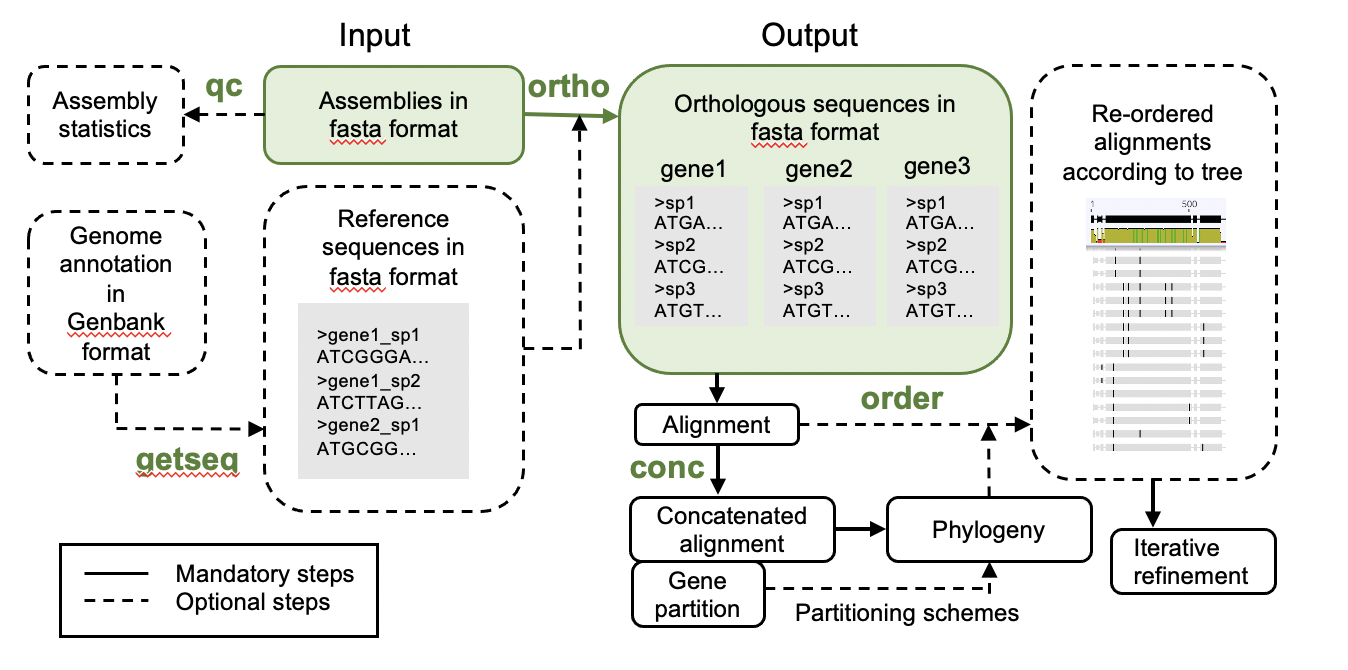 Input
Output
Assembly
statistics
qc
Assemblies in
fasta format
ortho
Orthologous sequences in
fasta format
gene1
gene2
gene3
>sp1
ATGA...
>sp2
ATCG...
>sp3
ATGT...
>sp1
ATGA...
>sp2
ATCG...
>sp3
ATGT...
>sp1
ATGA...
>sp2
ATCG...
>sp3
ATGT...
Re-ordered
alignments
according to tree
1
500
Genome
annotation
in
Genbank
format
getseq
Reference
sequences in
fasta format
>gene1_sp1
ATCGGGA...
>gene1_sp2
ATCTTAG...
>gene2_sp1
ATGCGG...
Alignment
order
conc
Concatenated
alignment
Phylogeny
Gene
partition
Partitioning schemes
Iterative
refinement
Mandatory steps
Optional steps